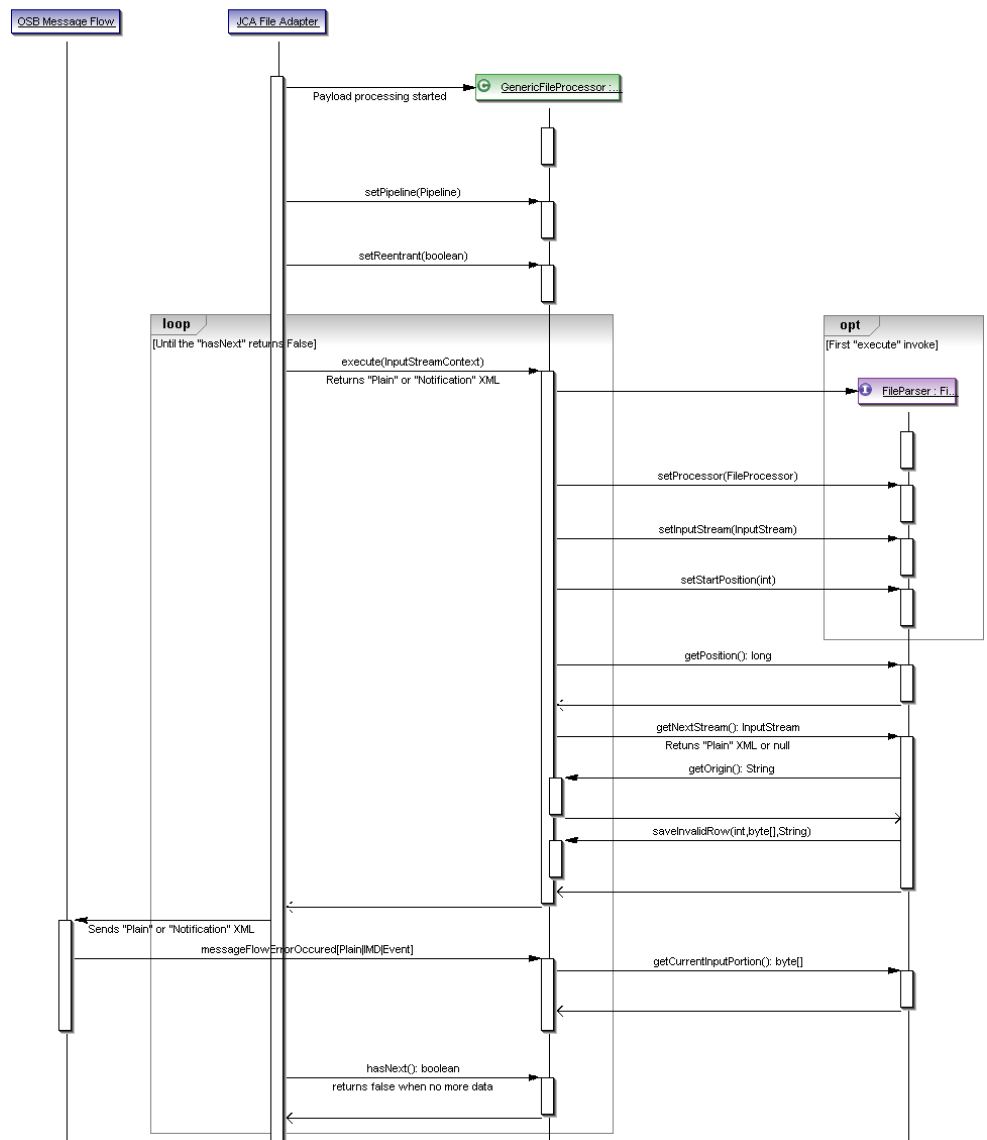 OSB Message Flow
JCA File Adapter
GenericFileProcessor :...
Payload processing started
setPipeline(Pipeline)
setReentrant(boolean)
loop
[Until the "hasNext" returns False]
opt
[First "execute" invoke]
execute(InputStreamContext)
Returns "Plain" or "Notification" XML
FileParser : Fi...
setProcessor(FileProcessor)
setInputStream(InputStream)
setStartPosition(int)
getPosition(): long
getNextStream(): InputStream
Retuns "Plain" XML or null
getOrigin(): String
saveInvalidRow(int,byte[],String)
Sends "Plain" or "Notification" XML
messageFlowErrorOccured[Plain|IMD|Event]
getCurrentInputPortion(): byte[]
hasNext(): boolean
returns false when no more data